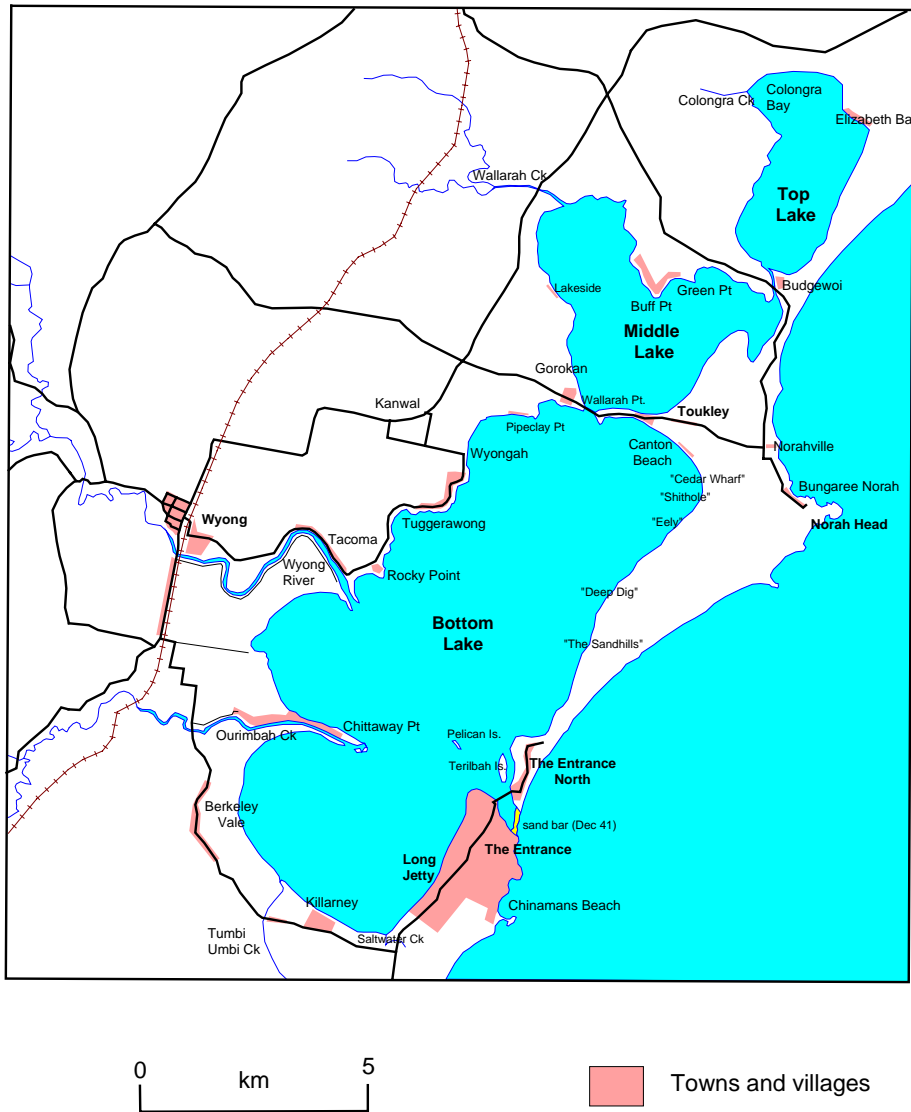 Colongra Ck
Colongra
Bay
Elizabeth Ba
Wallarah Ck
Top
Lake
Lakeside
Buff Pt
Green Pt
Budgewoi
Middle
Lake
Gorokan
Kanwal
Wallarah Pt.
Toukley
Pipeclay Pt
Canton
Beach
Norahville
Wyongah
"Cedar Wharf"
"Shithole"
Bungaree Norah
"Eely"
Norah Head
Wyong
Tuggerawong
Tacoma
Wyong
River
Rocky Point
"Deep Dig"
Bottom
Lake
"The Sandhills"
Chittaway Pt
Ourimbah Ck
Pelican Is.
Terilbah Is.
The Entrance
North
Berkeley
Vale
sand bar (Dec 41)
The Entrance
Long
Jetty
Killarney
Chinamans Beach
Tumbi
Umbi Ck
Saltwater Ck
0
5
km
Towns and villages